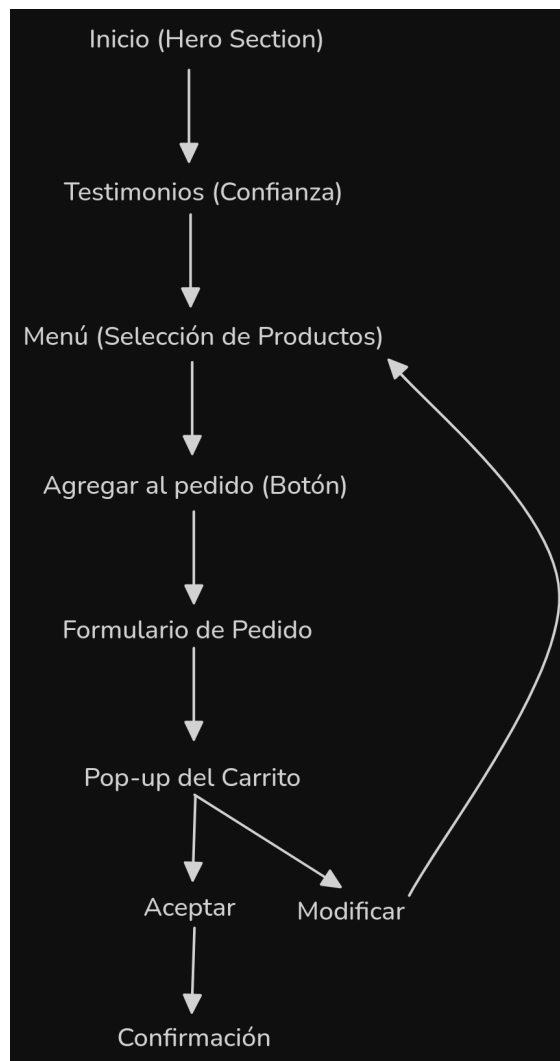 Inicio (Hero Section)
Testimonios (Confianza)
Menú (Selección de Productos)
Agregar al pedido (Botón)
Formulario de Pedido
Pop-up del Carrito
Aceptar
Modificar
Confirmación